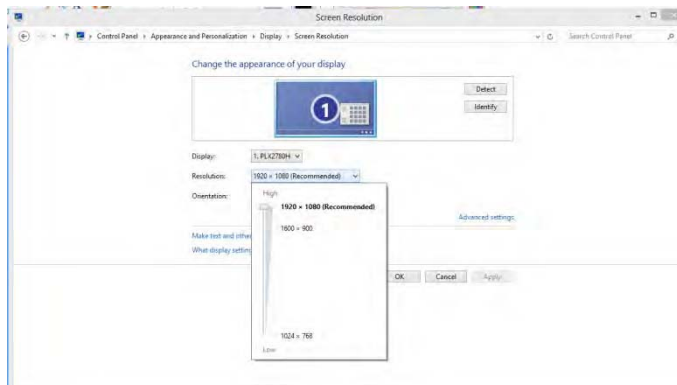 Screen Resolution
Control Panel ▸ Appearance and Personalization ▸ Display ▸ Screen Resolution
Search Control Panel
Change the appearance of your display
1
Detect
Identify
Display:
1. PLX2780H
Resolution:
1920 × 1080 (Recommended)
Orientation:
High
1920 × 1080 (Recommended)
1600 × 900
1024 × 768
Low
Advanced settings
Make text and other
What display setting
OK
Cancel
Apply